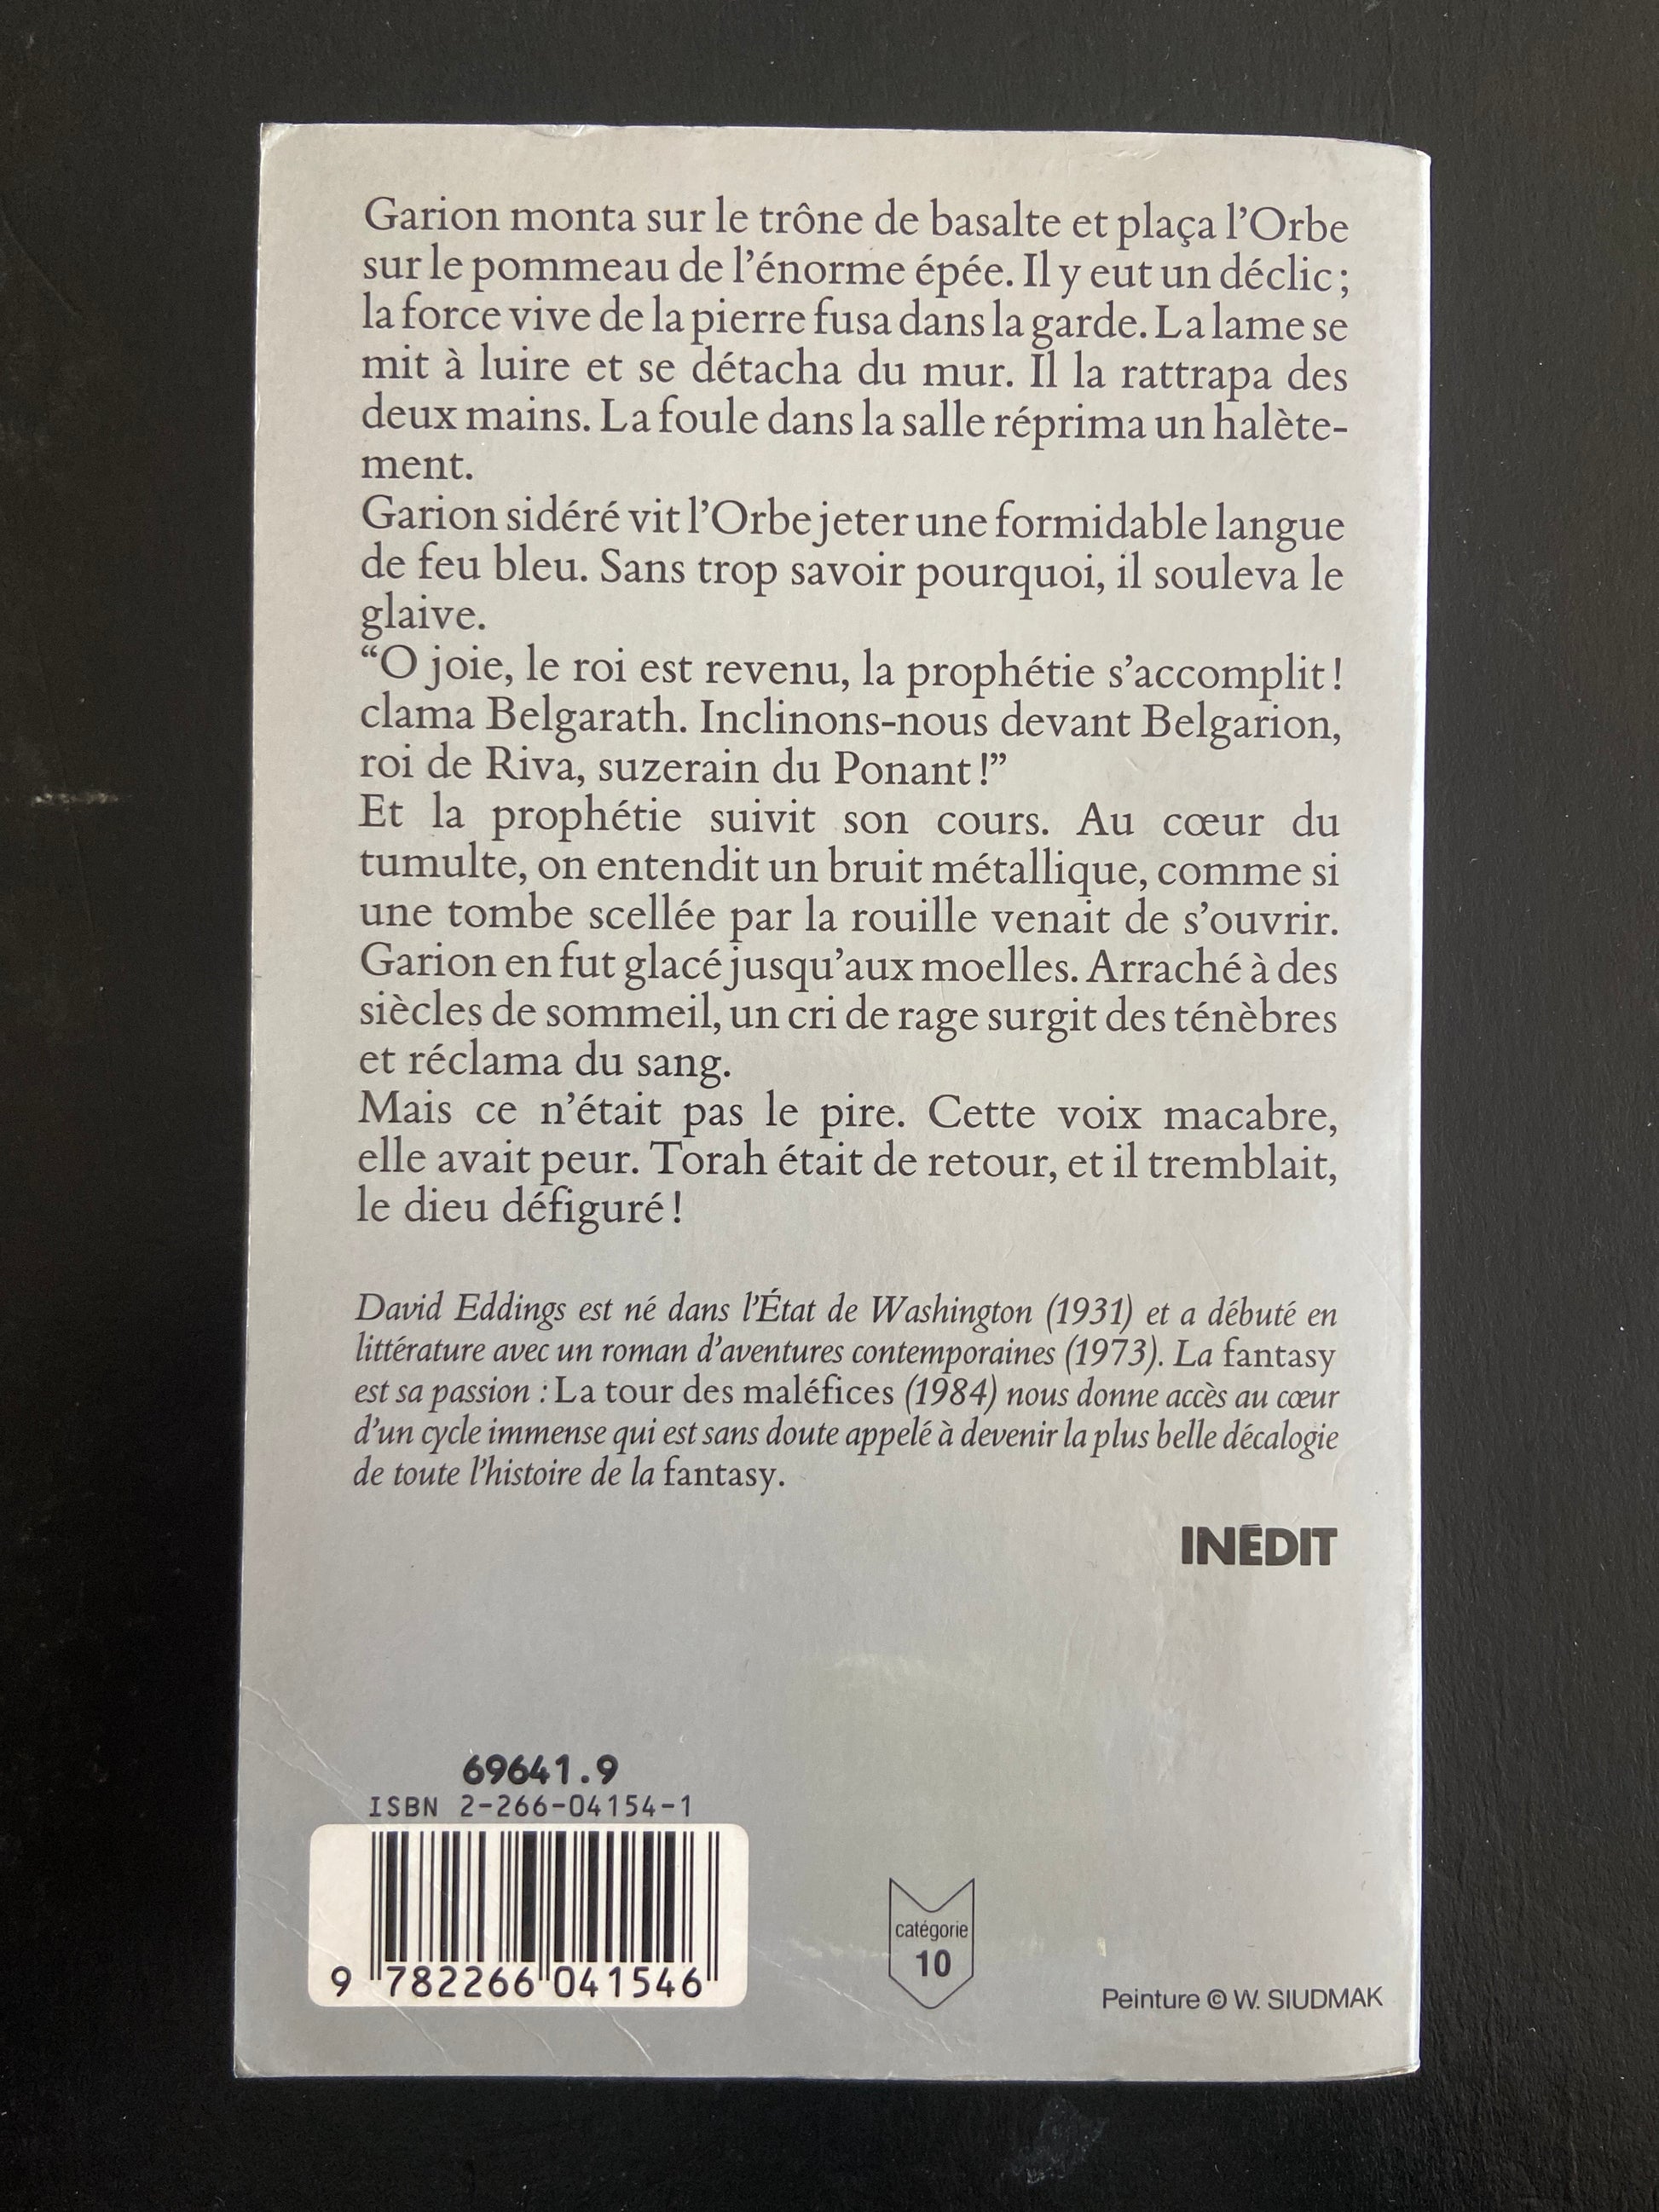 Garion monta sur le trône de basalte et plaça l’Orbe
sur le pommeau de l’énorme épée. Il y eut un déclic ;
la force vive de la pierre fusa dans la garde. La lame se
mit à luire et se détacha du mur. Il la rattrapa des
deux mains. La foule dans la salle réprima un halète-
ment.
Garion sidéré vit l’Orbe jeter une formidable langue
de feu bleu. Sans trop savoir pourquoi, il souleva le
glaive.
“O joie, le roi est revenu, la prophétie s’accomplit !
clama Belgarath. Inclinons-nous devant Belgarion,
roi de Riva, suzerain du Ponant !”
Et la prophétie suivit son cours. Au cœur du
tumulte, on entendit un bruit métallique, comme si
une tombe scellée par la rouille venait de s’ouvrir.
Garion en fut glacé jusqu’aux moelles. Arraché à des
siècles de sommeil, un cri de rage surgit des ténèbres
et réclama du sang.
Mais ce n’était pas le pire. Cette voix macabre,
elle avait peur. Torah était de retour, et il tremblait,
le dieu défiguré !
David Eddings est né dans l’État de Washington (1931) et a débuté en
littérature avec un roman d’aventures contemporaines (1973). La fantasy
est sa passion : La tour des maléfices (1984) nous donne accès au cœur
d’un cycle immense qui est sans doute appelé à devenir la plus belle décalogie
de toute l’histoire de la fantasy.
INÉDIT
69641.9
ISBN 2-266-04154-1
9 782266 041546
catégorie
10
Peinture © W. SIUDMAK